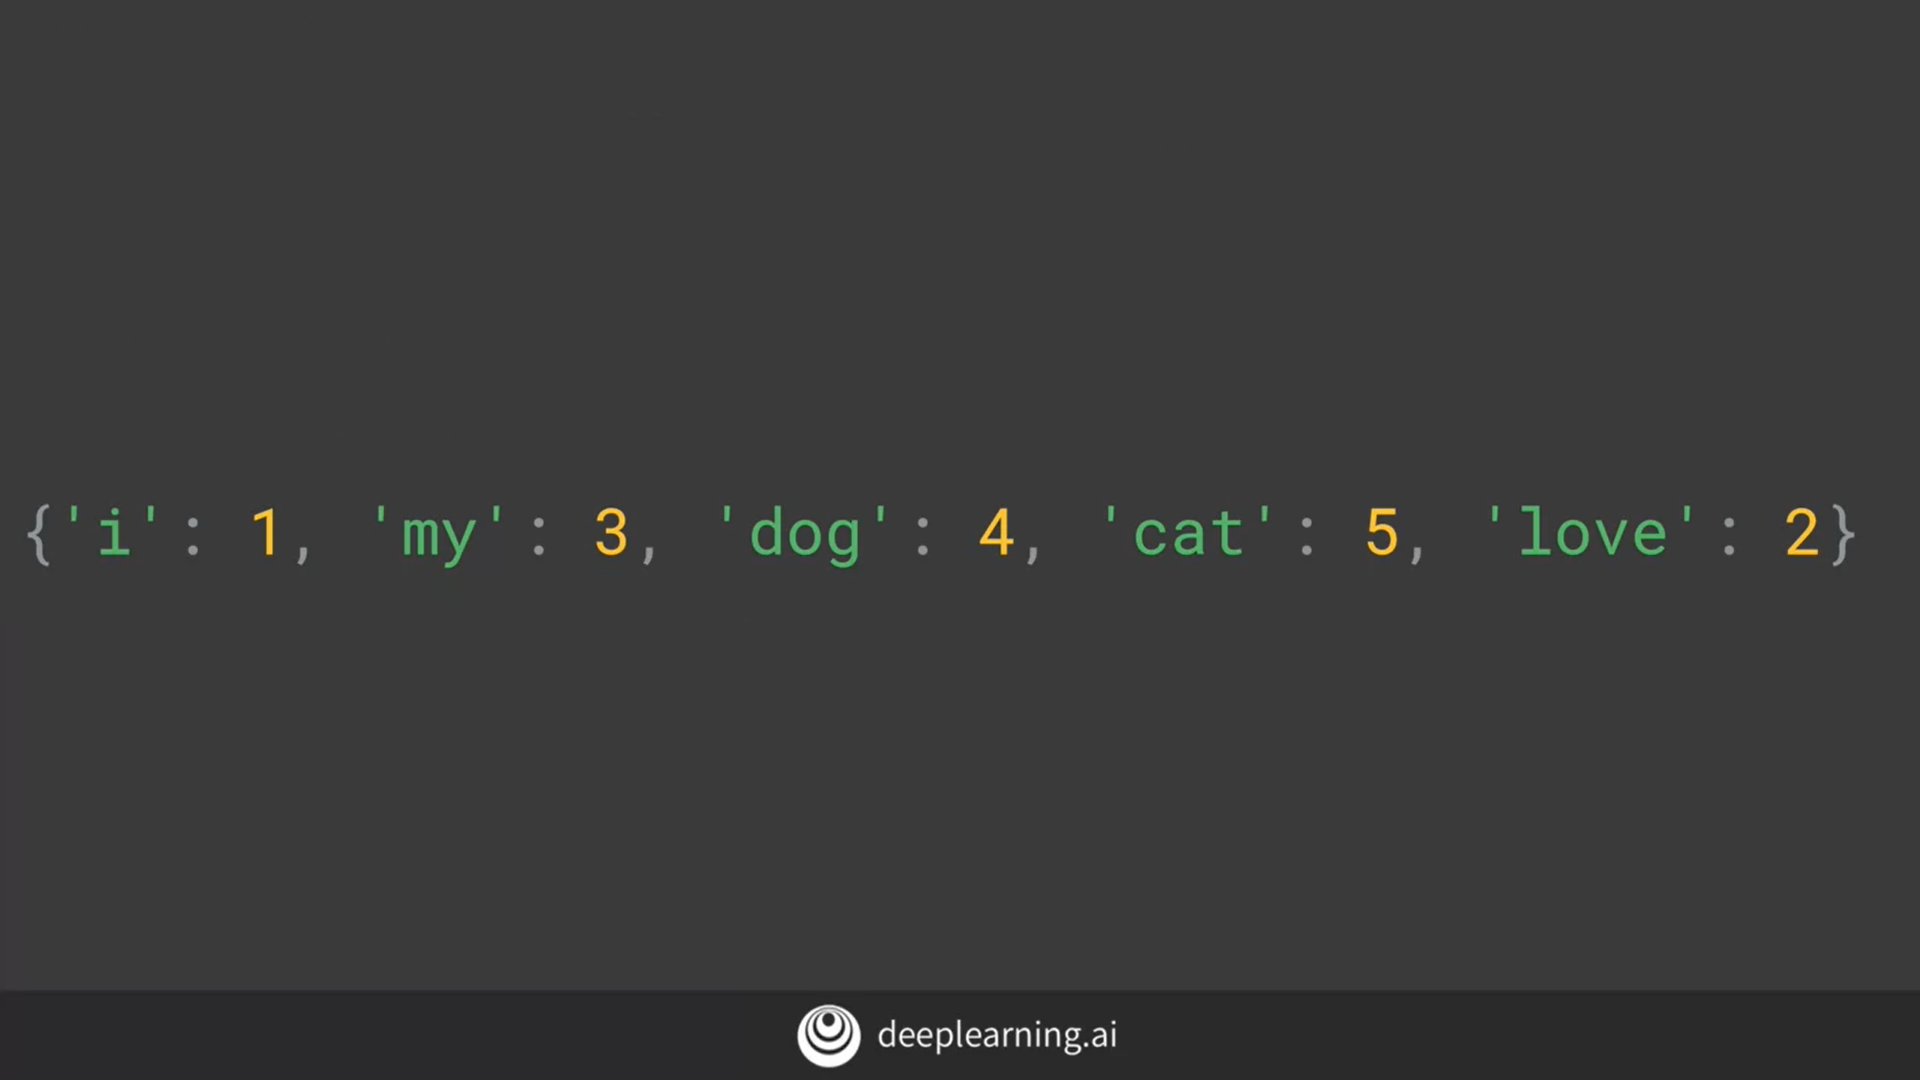 {'i': 1, 'my': 3, 'dog': 4, 'cat': 5, 'love': 2}
deeplearning.ai